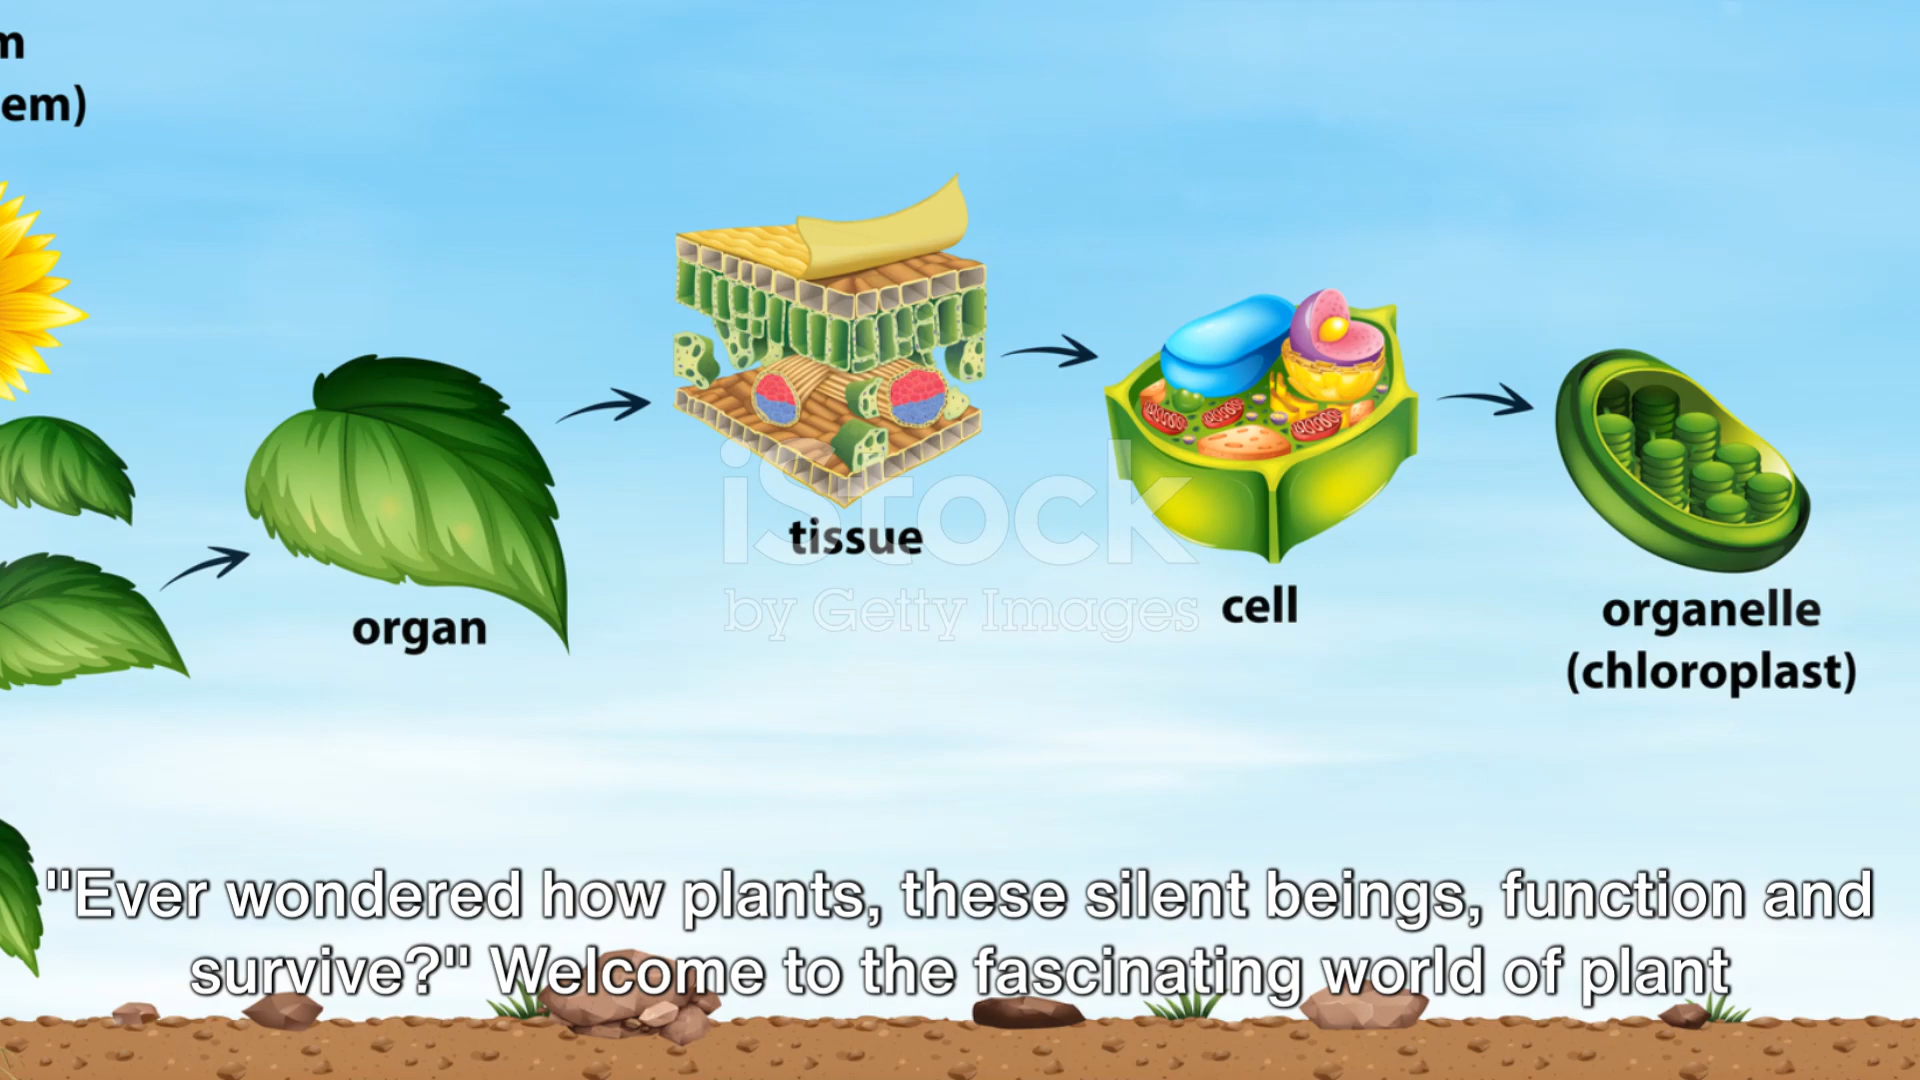 m
em)
organ
tissue
cell
organelle
(chloroplast)
iStock
by Getty Images
"Ever wondered how plants, these silent beings, function and
survive?" Welcome to the fascinating world of plant